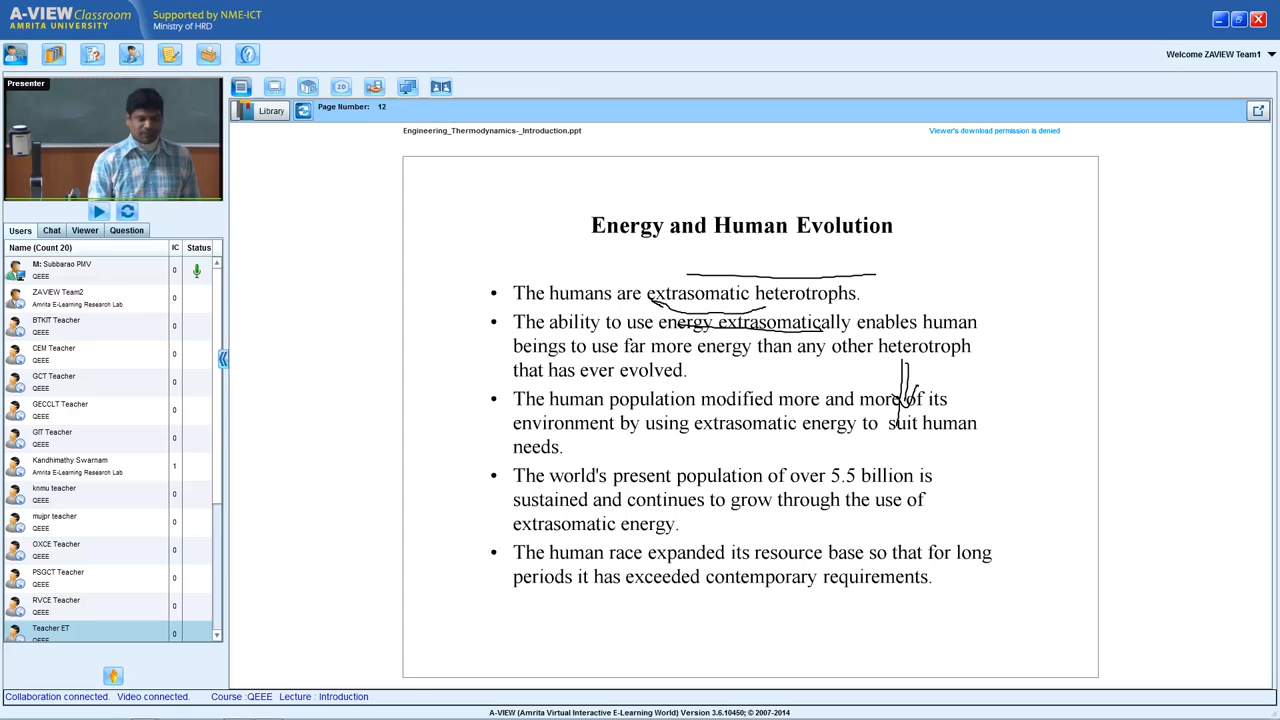 A-VIEW Classroom
AMRITA UNIVERSITY
Supported by NME-ICT
Ministry of HRD
Welcome ZAVIEW Team1
Presenter
Library
Page Number: 12
Engineering_Thermodynamics-_Introduction.ppt
Viewer's download permission is denied
Users Chat Viewer Question
Name (Count 20) IC Status
M: Subbarao PMV 0
QEEE
ZAVIEW Team2 0
Amrita E-Learning Research Lab
BTKIT Teacher 0
QEEE
CEM Teacher 0
QEEE
GCT Teacher 0
QEEE
GECCLT Teacher 0
QEEE
GIT Teacher 0
QEEE
Kandhimathy Swarnam 1
Amrita E-Learning Research Lab
knmu teacher 0
QEEE
mujpr teacher 0
QEEE
OXCE Teacher 0
QEEE
PSGCT Teacher 0
QEEE
RVCE Teacher 0
QEEE
Teacher ET 0
QEEE
Energy and Human Evolution
• The humans are extrasomatic heterotrophs.
• The ability to use energy extrasomatically enables human
beings to use far more energy than any other heterotroph
that has ever evolved.
• The human population modified more and more of its
environment by using extrasomatic energy to suit human
needs.
• The world's present population of over 5.5 billion is
sustained and continues to grow through the use of
extrasomatic energy.
• The human race expanded its resource base so that for long
periods it has exceeded contemporary requirements.
Collaboration connected. Video connected. Course :QEEE Lecture : Introduction
A-VIEW (Amrita Virtual Interactive E-Learning World) Version 3.6.10450; © 2007-2014